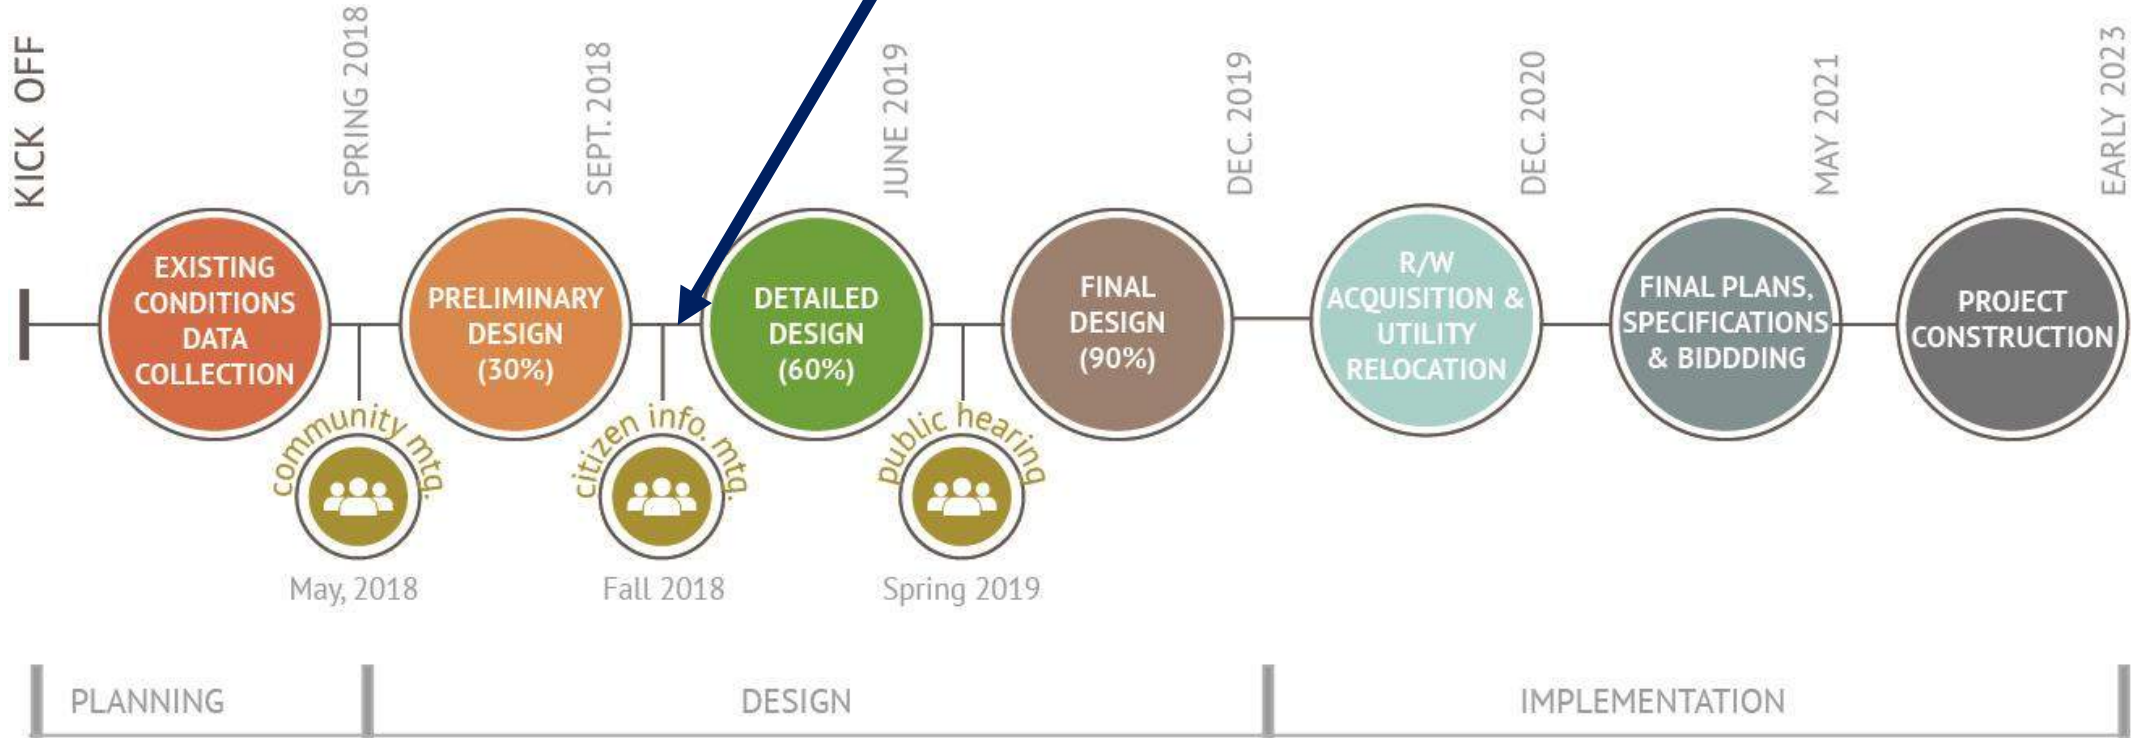 KICK OFF
SPRING 2018
SEPT. 2018
JUNE 2019
DEC. 2019
DEC. 2020
MAY 2021
EARLY 2023
EXISTING
CONDITIONS
DATA
COLLECTION
PRELIMINARY
DESIGN
(30%)
DETAILED
DESIGN
(60%)
FINAL
DESIGN
(90%)
R/W
ACQUISITION &
UTILITY
RELOCATION
FINAL PLANS,
SPECIFICATIONS
& BIDDDING
PROJECT
CONSTRUCTION
community mtg.
citizen info. mtg.
public hearing
May, 2018
Fall 2018
Spring 2019
PLANNING
DESIGN
IMPLEMENTATION